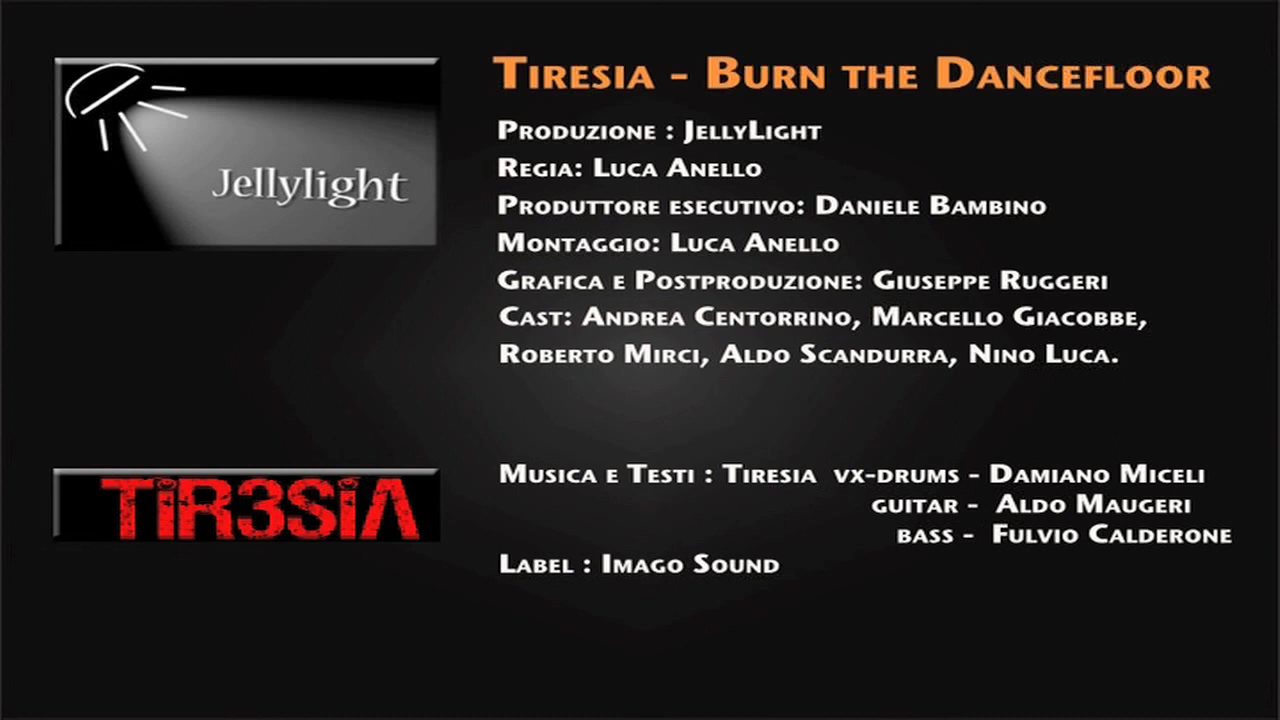 Jellylight
Tiresia - Burn the Dancefloor
Produzione : JellyLight
Regia: Luca Anello
Produttore esecutivo: Daniele Bambino
Montaggio: Luca Anello
Grafica e Postproduzione: Giuseppe Ruggeri
Cast: Andrea Centorrino, Marcello Giacobbe,
Roberto Mirci, Aldo Scandurra, Nino Luca.
TiR3SiA
Musica e Testi : Tiresia vx-drums - Damiano Miceli
guitar - Aldo Maugeri
bass - Fulvio Calderone
Label : Imago Sound